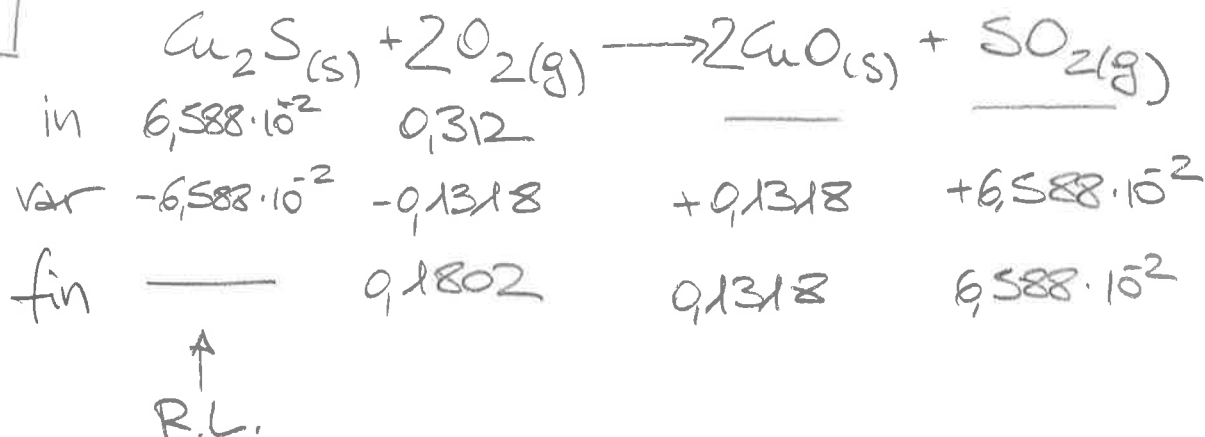 Cu₂S(s) + 2O₂(g) → 2CuO(s) + SO₂(g)
in 6,588·10⁻² 0,312 — —
var -6,588·10⁻² -0,1318 +0,1318 +6,588·10⁻²
fin — 0,1802 0,1318 6,588·10⁻²
↑
R.L.